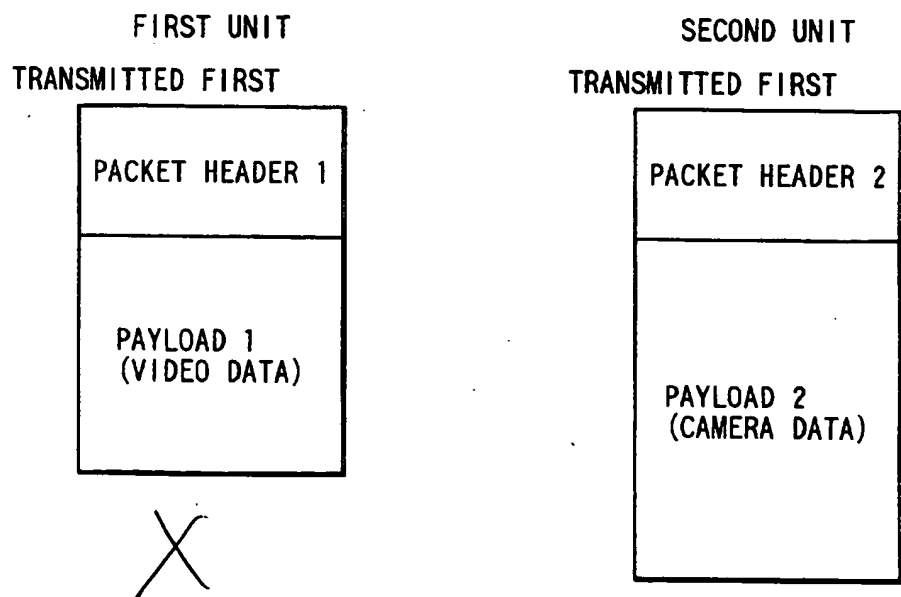 FIRST UNIT
TRANSMITTED FIRST
PACKET HEADER 1
PAYLOAD 1
(VIDEO DATA)
X
SECOND UNIT
TRANSMITTED FIRST
PACKET HEADER 2
PAYLOAD 2
(CAMERA DATA)